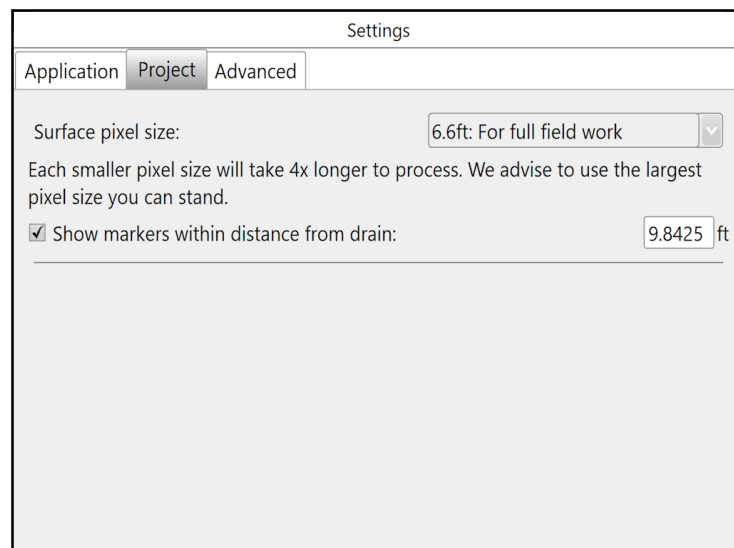 Settings
Application Project Advanced
Surface pixel size: 6.6ft: For full field work
Each smaller pixel size will take 4x longer to process. We advise to use the largest
pixel size you can stand.
Show markers within distance from drain: 9.8425 ft